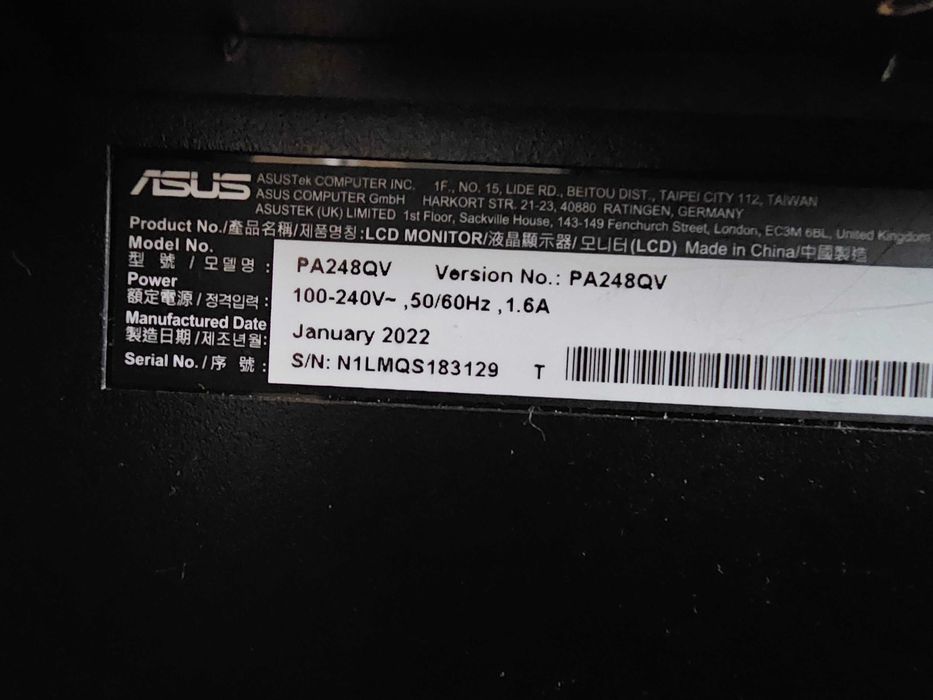 ASUS
ASUSTeK COMPUTER INC. 1F., NO. 15, LIDE RD., BEITOU DIST., TAIPEI CITY 112, TAIWAN
ASUS COMPUTER GmbH HARKORT STR. 21-23, 40880 RATINGEN, GERMANY
ASUSTEK (UK) LIMITED 1st Floor, Sackville House, 143-149 Fenchurch Street, London, EC3M 6BL, United Kingdom
Product No./產品名稱/제품명칭:LCD MONITOR/液晶顯示器/모니터(LCD) Made in China/中國製造
Model No.
型 號 / 모델명 : PA248QV Version No.: PA248QV
Power
額定電源/정격입력 : 100-240V~ ,50/60Hz ,1.6A
Manufactured Date
製造日期/제조년월: January 2022
Serial No./序 號 : S/N: N1LMQS183129 T